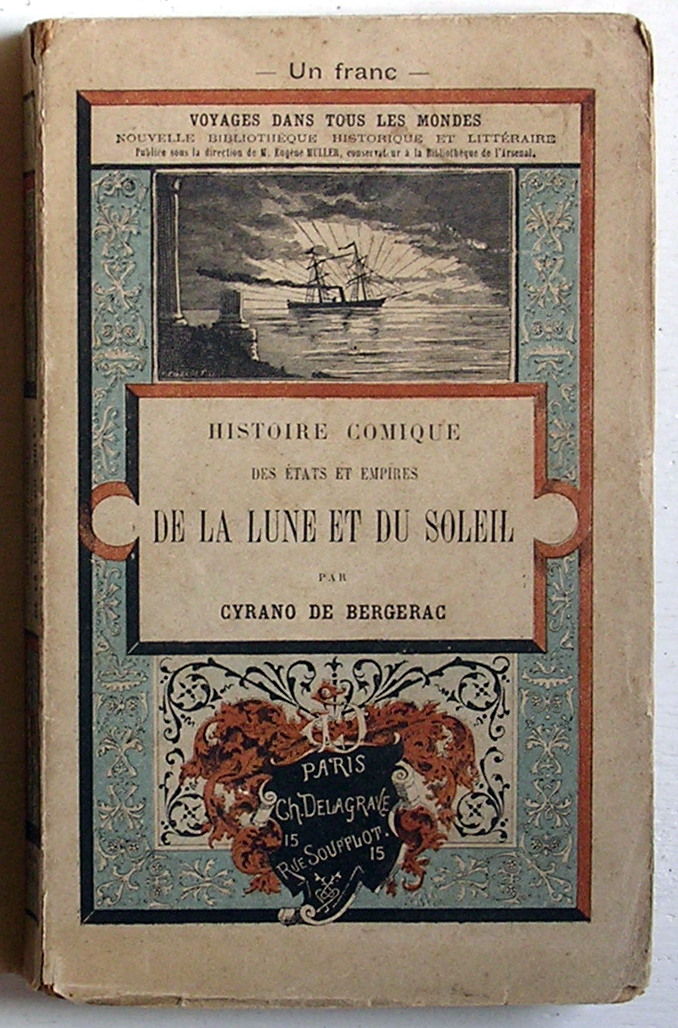 — Un franc —
VOYAGES DANS TOUS LES MONDES
NOUVELLE BIBLIOTHÈQUE HISTORIQUE ET LITTÉRAIRE
Publiée sous la direction de M. Eugène MULLER, conservateur à la Bibliothèque de l'Arsenal.
HISTOIRE COMIQUE
DES ÉTATS ET EMPIRES
DE LA LUNE ET DU SOLEIL
PAR
CYRANO DE BERGERAC
PARIS
Ch. DELAGRAVE
15 RUE SOUFFLOT. 15